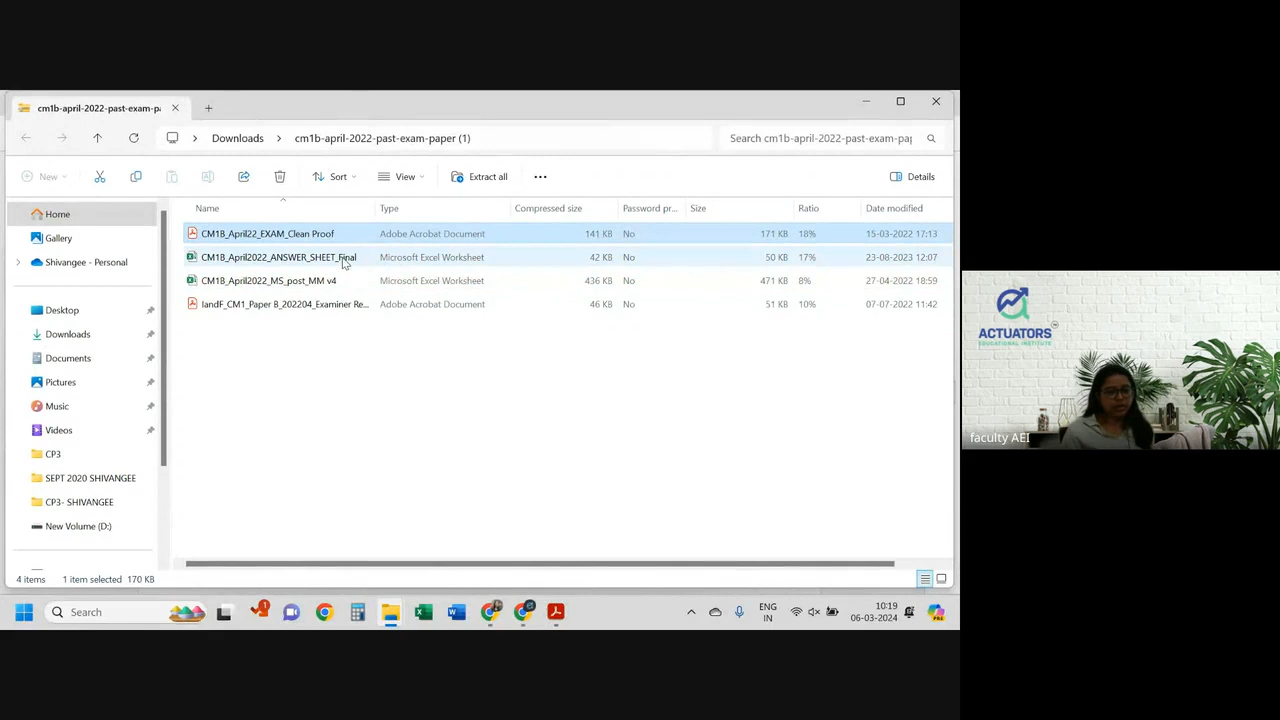 cm1b-april-2022-past-exam-pa
Downloads
cm1b-april-2022-past-exam-paper (1)
Search cm1b-april-2022-past-exam-pap
New
Sort
View
Extract all
Details
Name Type Compressed size Password pr... Size Ratio Date modified
CM1B_April22_EXAM_Clean Proof Adobe Acrobat Document 141 KB No 171 KB 18% 15-03-2022 17:13
CM1B_April2022_ANSWER_SHEET_Final Microsoft Excel Worksheet 42 KB No 50 KB 17% 23-08-2023 12:07
CM1B_April2022_MS_post_MM v4 Microsoft Excel Worksheet 436 KB No 471 KB 8% 27-04-2022 18:59
IandF_CM1_Paper B_202204_Examiner Re... Adobe Acrobat Document 46 KB No 51 KB 10% 07-07-2022 11:42
Home
Gallery
Shivangee - Personal
Desktop
Downloads
Documents
Pictures
Music
Videos
CP3
SEPT 2020 SHIVANGEE
CP3- SHIVANGEE
New Volume (D:)
4 items 1 item selected 170 KB
Search
ENG
IN
10:19
06-03-2024
ACTUATORS
EDUCATIONAL INSTITUTE
faculty AEI